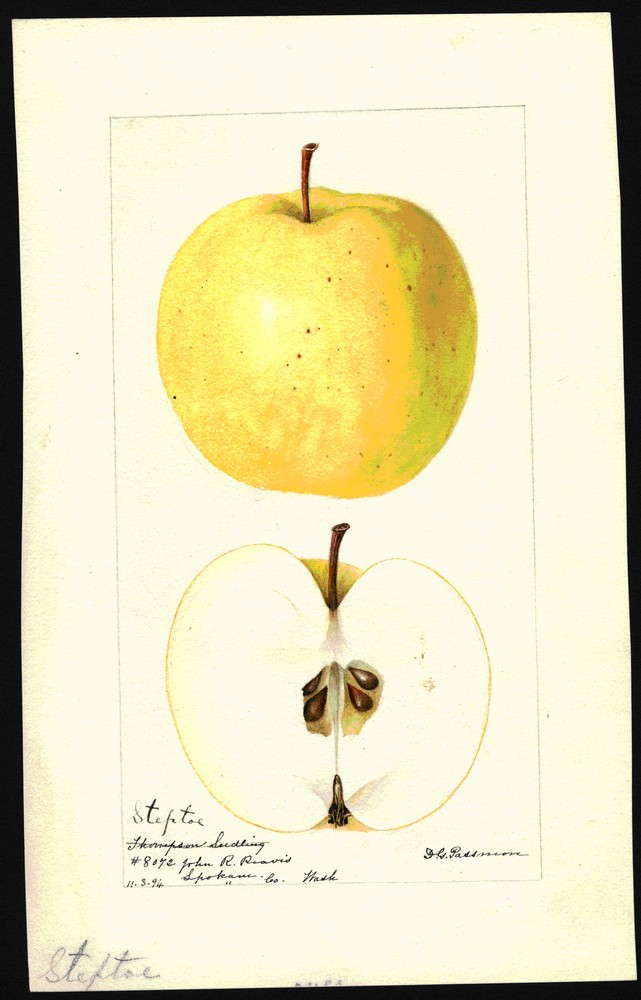 Steptoe
Thompson Seedling
#8072 John R. Reavis
11.3.94 Spokane " Co. Wash
D.G. Passmore
Steptoe